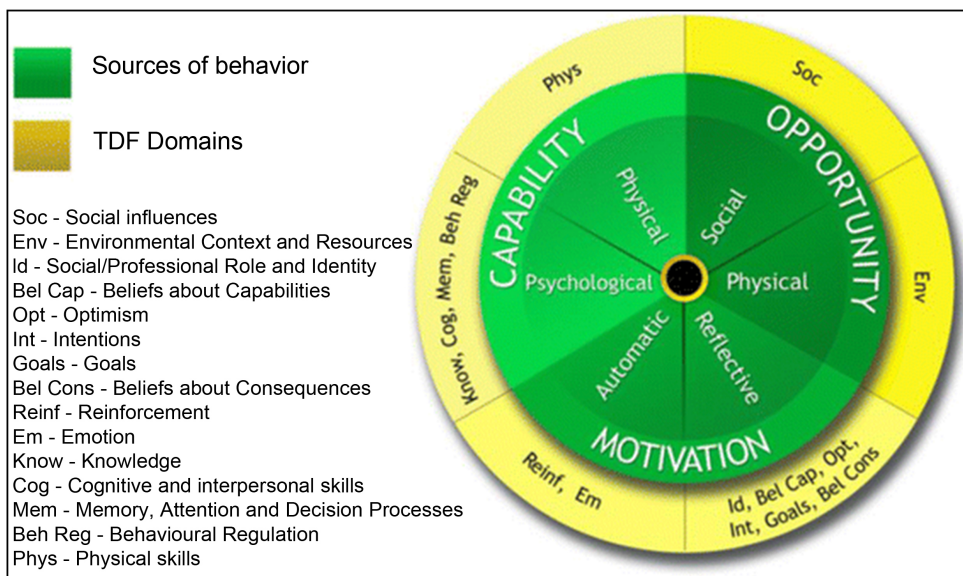 Sources of behavior
TDF Domains
Soc - Social influences
Env - Environmental Context and Resources
Id - Social/Professional Role and Identity
Bel Cap - Beliefs about Capabilities
Opt - Optimism
Int - Intentions
Goals - Goals
Bel Cons - Beliefs about Consequences
Reinf - Reinforcement
Em - Emotion
Know - Knowledge
Cog - Cognitive and interpersonal skills
Mem - Memory, Attention and Decision Processes
Beh Reg - Behavioural Regulation
Phys - Physical skills
Phys
Soc
Env
Id, Bel Cap, Opt,
Int, Goals, Bel Cons
Reinf, Em
Know, Cog, Mem, Beh Reg
CAPABILITY
OPPORTUNITY
MOTIVATION
Physical
Social
Psychological
Physical
Automatic
Reflective